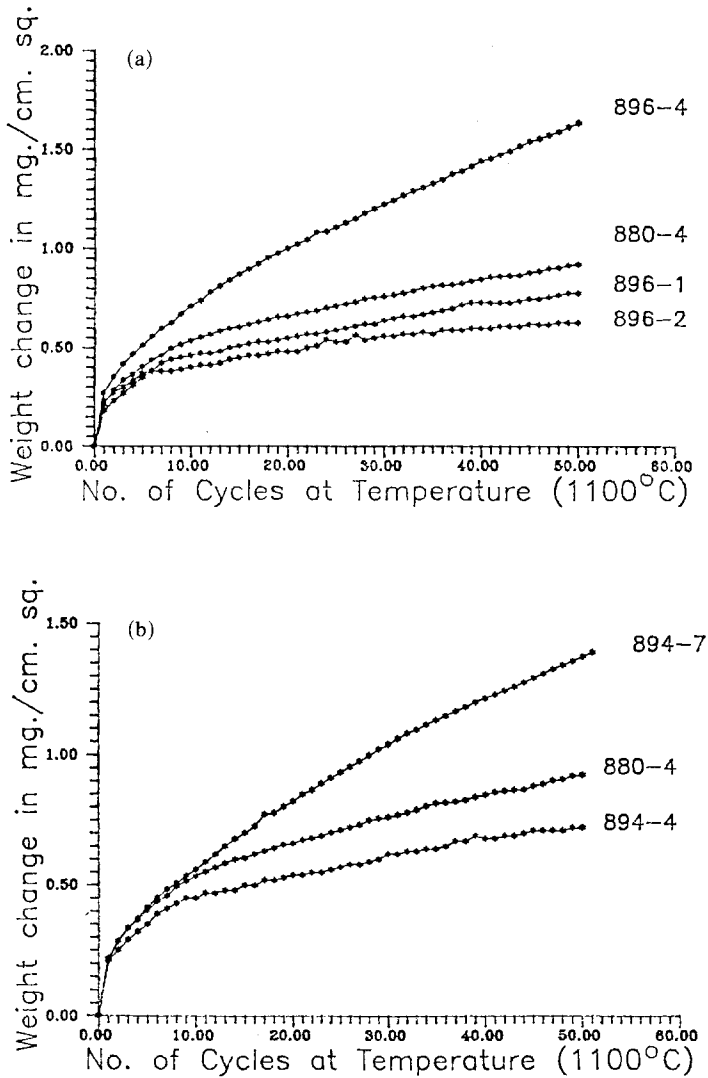 (a)
Weight change in mg./cm. sq.
2.00
1.50
1.00
0.50
0.00
896-4
880-4
896-1
896-2
0.00 10.00 20.00 30.00 40.00 50.00 60.00
No. of Cycles at Temperature (1100°C)
(b)
Weight change in mg./cm. sq.
1.50
1.00
0.50
0.00
894-7
880-4
894-4
0.00 10.00 20.00 30.00 40.00 50.00 60.00
No. of Cycles at Temperature (1100°C)